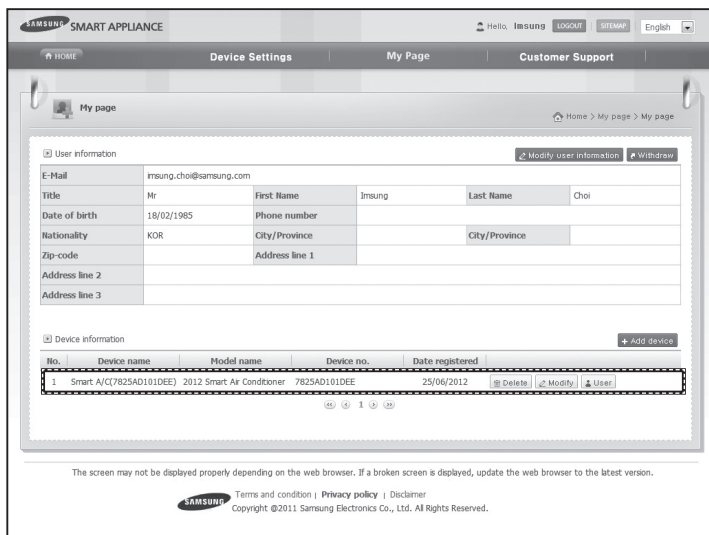 SAMSUNG SMART APPLIANCE Hello, Imsung LOGOUT SITEMAP English
HOME Device Settings My Page Customer Support
My page Home > My page > My page
User information Modify user information Withdraw
E-Mail imsung.choi@samsung.com
Title Mr First Name Imsung Last Name Choi
Date of birth 18/02/1985 Phone number
Nationality KOR City/Province City/Province
Zip-code Address line 1
Address line 2
Address line 3
Device information + Add device
No. Device name Model name Device no. Date registered
1 Smart A/C(7825AD101DEE) 2012 Smart Air Conditioner 7825AD101DEE 25/06/2012 Delete Modify User
1
The screen may not be displayed properly depending on the web browser. If a broken screen is displayed, update the web browser to the latest version.
SAMSUNG Terms and condition | Privacy policy | Disclaimer
Copyright @2011 Samsung Electronics Co., Ltd. All Rights Reserved.